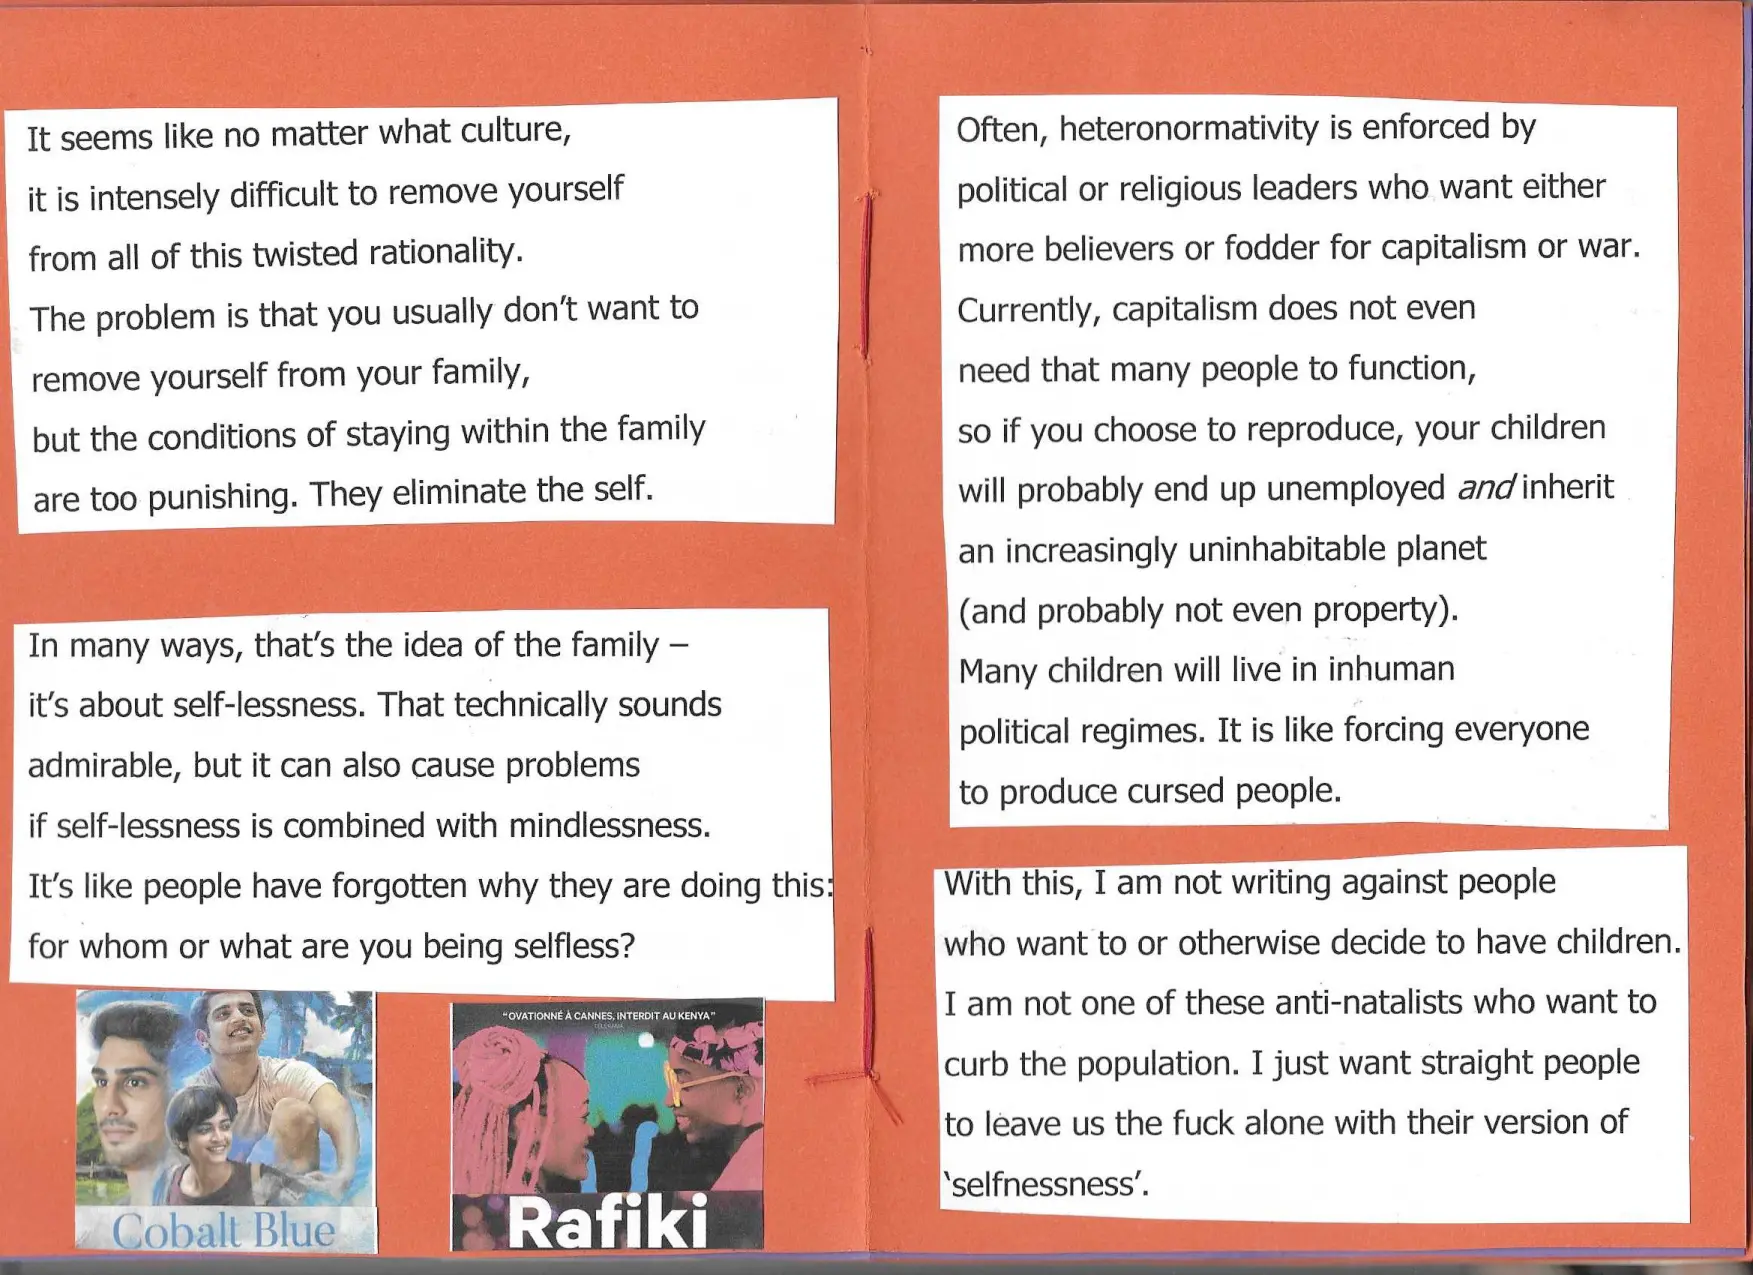 It seems like no matter what culture,
it is intensely difficult to remove yourself
from all of this twisted rationality.
The problem is that you usually don't want to
remove yourself from your family,
but the conditions of staying within the family
are too punishing. They eliminate the self.
In many ways, that's the idea of the family –
it's about self-lessness. That technically sounds
admirable, but it can also cause problems
if self-lessness is combined with mindlessness.
It's like people have forgotten why they are doing this:
for whom or what are you being selfless?
Cobalt Blue
"OVATIONNÉ À CANNES, INTERDIT AU KENYA"
TÉLÉRAMA
Rafiki
Often, heteronormativity is enforced by
political or religious leaders who want either
more believers or fodder for capitalism or war.
Currently, capitalism does not even
need that many people to function,
so if you choose to reproduce, your children
will probably end up unemployed and inherit
an increasingly uninhabitable planet
(and probably not even property).
Many children will live in inhuman
political regimes. It is like forcing everyone
to produce cursed people.
With this, I am not writing against people
who want to or otherwise decide to have children.
I am not one of these anti-natalists who want to
curb the population. I just want straight people
to leave us the fuck alone with their version of
'selfnessness'.